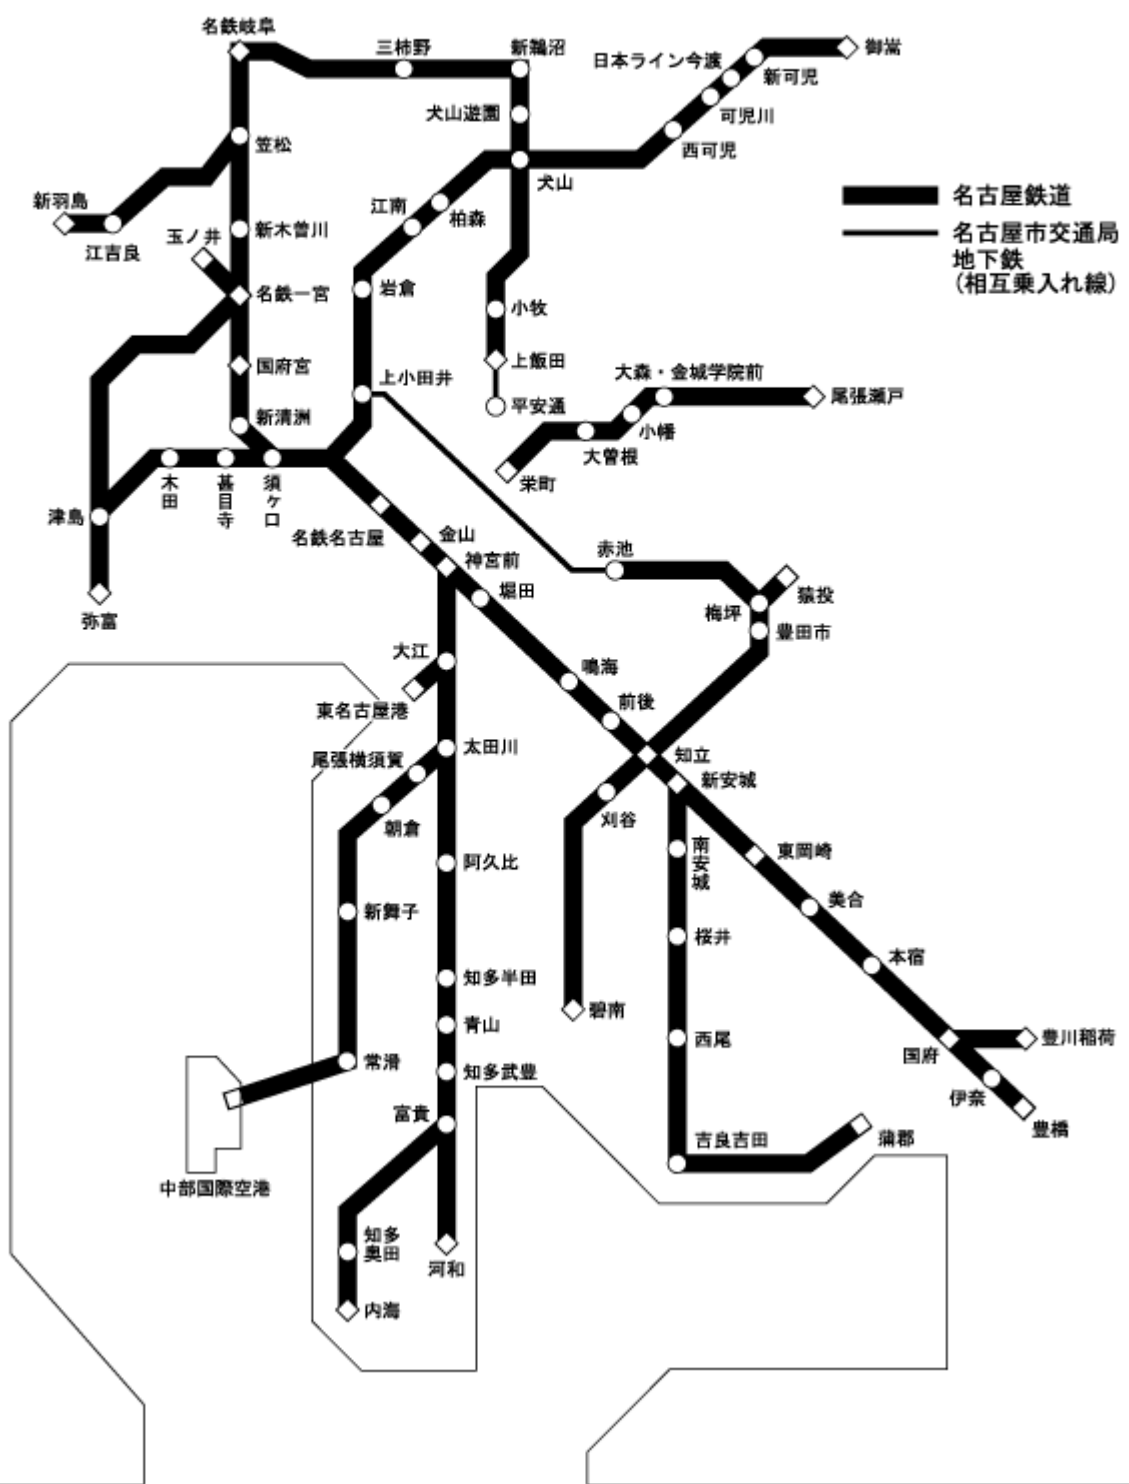 名鉄岐阜
三柿野
新鵜沼
日本ライン今渡
御嵩
新可児
犬山遊園
可児川
笠松
西可児
犬山
新羽島
江南
柏森
名古屋鉄道
玉ノ井
新木曽川
江吉良
名古屋市交通局
地下鉄
(相互乗入れ線)
名鉄一宮
岩倉
小牧
国府宮
上飯田
上小田井
大森・金城学院前
尾張瀬戸
平安通
新清洲
小幡
大曽根
栄町
木田
甚目寺
須ヶ口
津島
名鉄名古屋
金山
赤池
神宮前
堀田
猿投
梅坪
弥富
豊田市
大江
鳴海
東名古屋港
前後
太田川
知立
尾張横須賀
新安城
刈谷
朝倉
南安城
東岡崎
阿久比
美合
新舞子
桜井
本宿
知多半田
碧南
青山
西尾
国府
豊川稲荷
常滑
知多武豊
伊奈
富貴
豊橋
吉良吉田
蒲郡
中部国際空港
知多
奥田
河和
内海